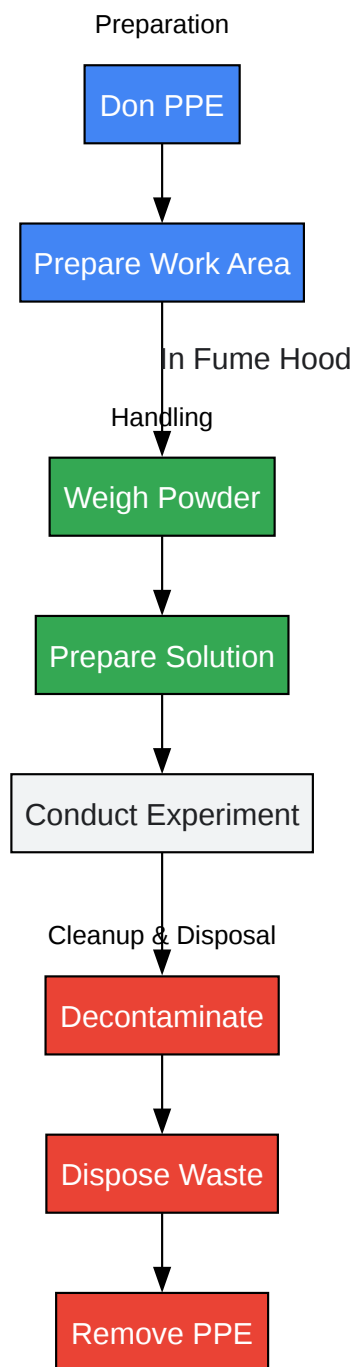 Preparation
Don PPE
Prepare Work Area
In Fume Hood
Handling
Weigh Powder
Prepare Solution
Conduct Experiment
Cleanup & Disposal
Decontaminate
Dispose Waste
Remove PPE